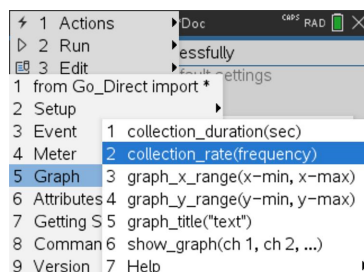 1 Actions
Doc
CAPS RAD
2 Run
essfully
3 Edit
fault settings
1 from Go_Direct import *
2 Setup
3 Event
4 Meter
5 Graph
6 Attributes
7 Getting S
8 Comman
9 Version
1 collection_duration(sec)
2 collection_rate(frequency)
3 graph_x_range(x-min, x-max)
4 graph_y_range(y-min, y-max)
5 graph_title("text")
6 show_graph(ch 1, ch 2, ...)
7 Help